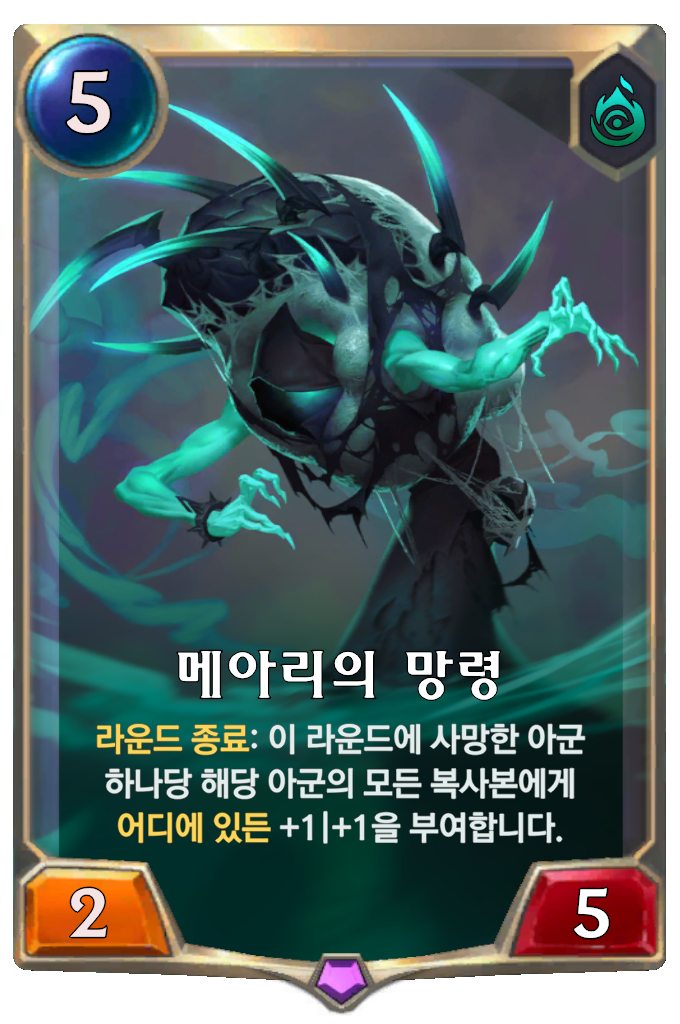 5
메아리의 망령
라운드 종료: 이 라운드에 사망한 아군
하나당 해당 아군의 모든 복사본에게
어디에 있든 +1|+1을 부여합니다.
2
5